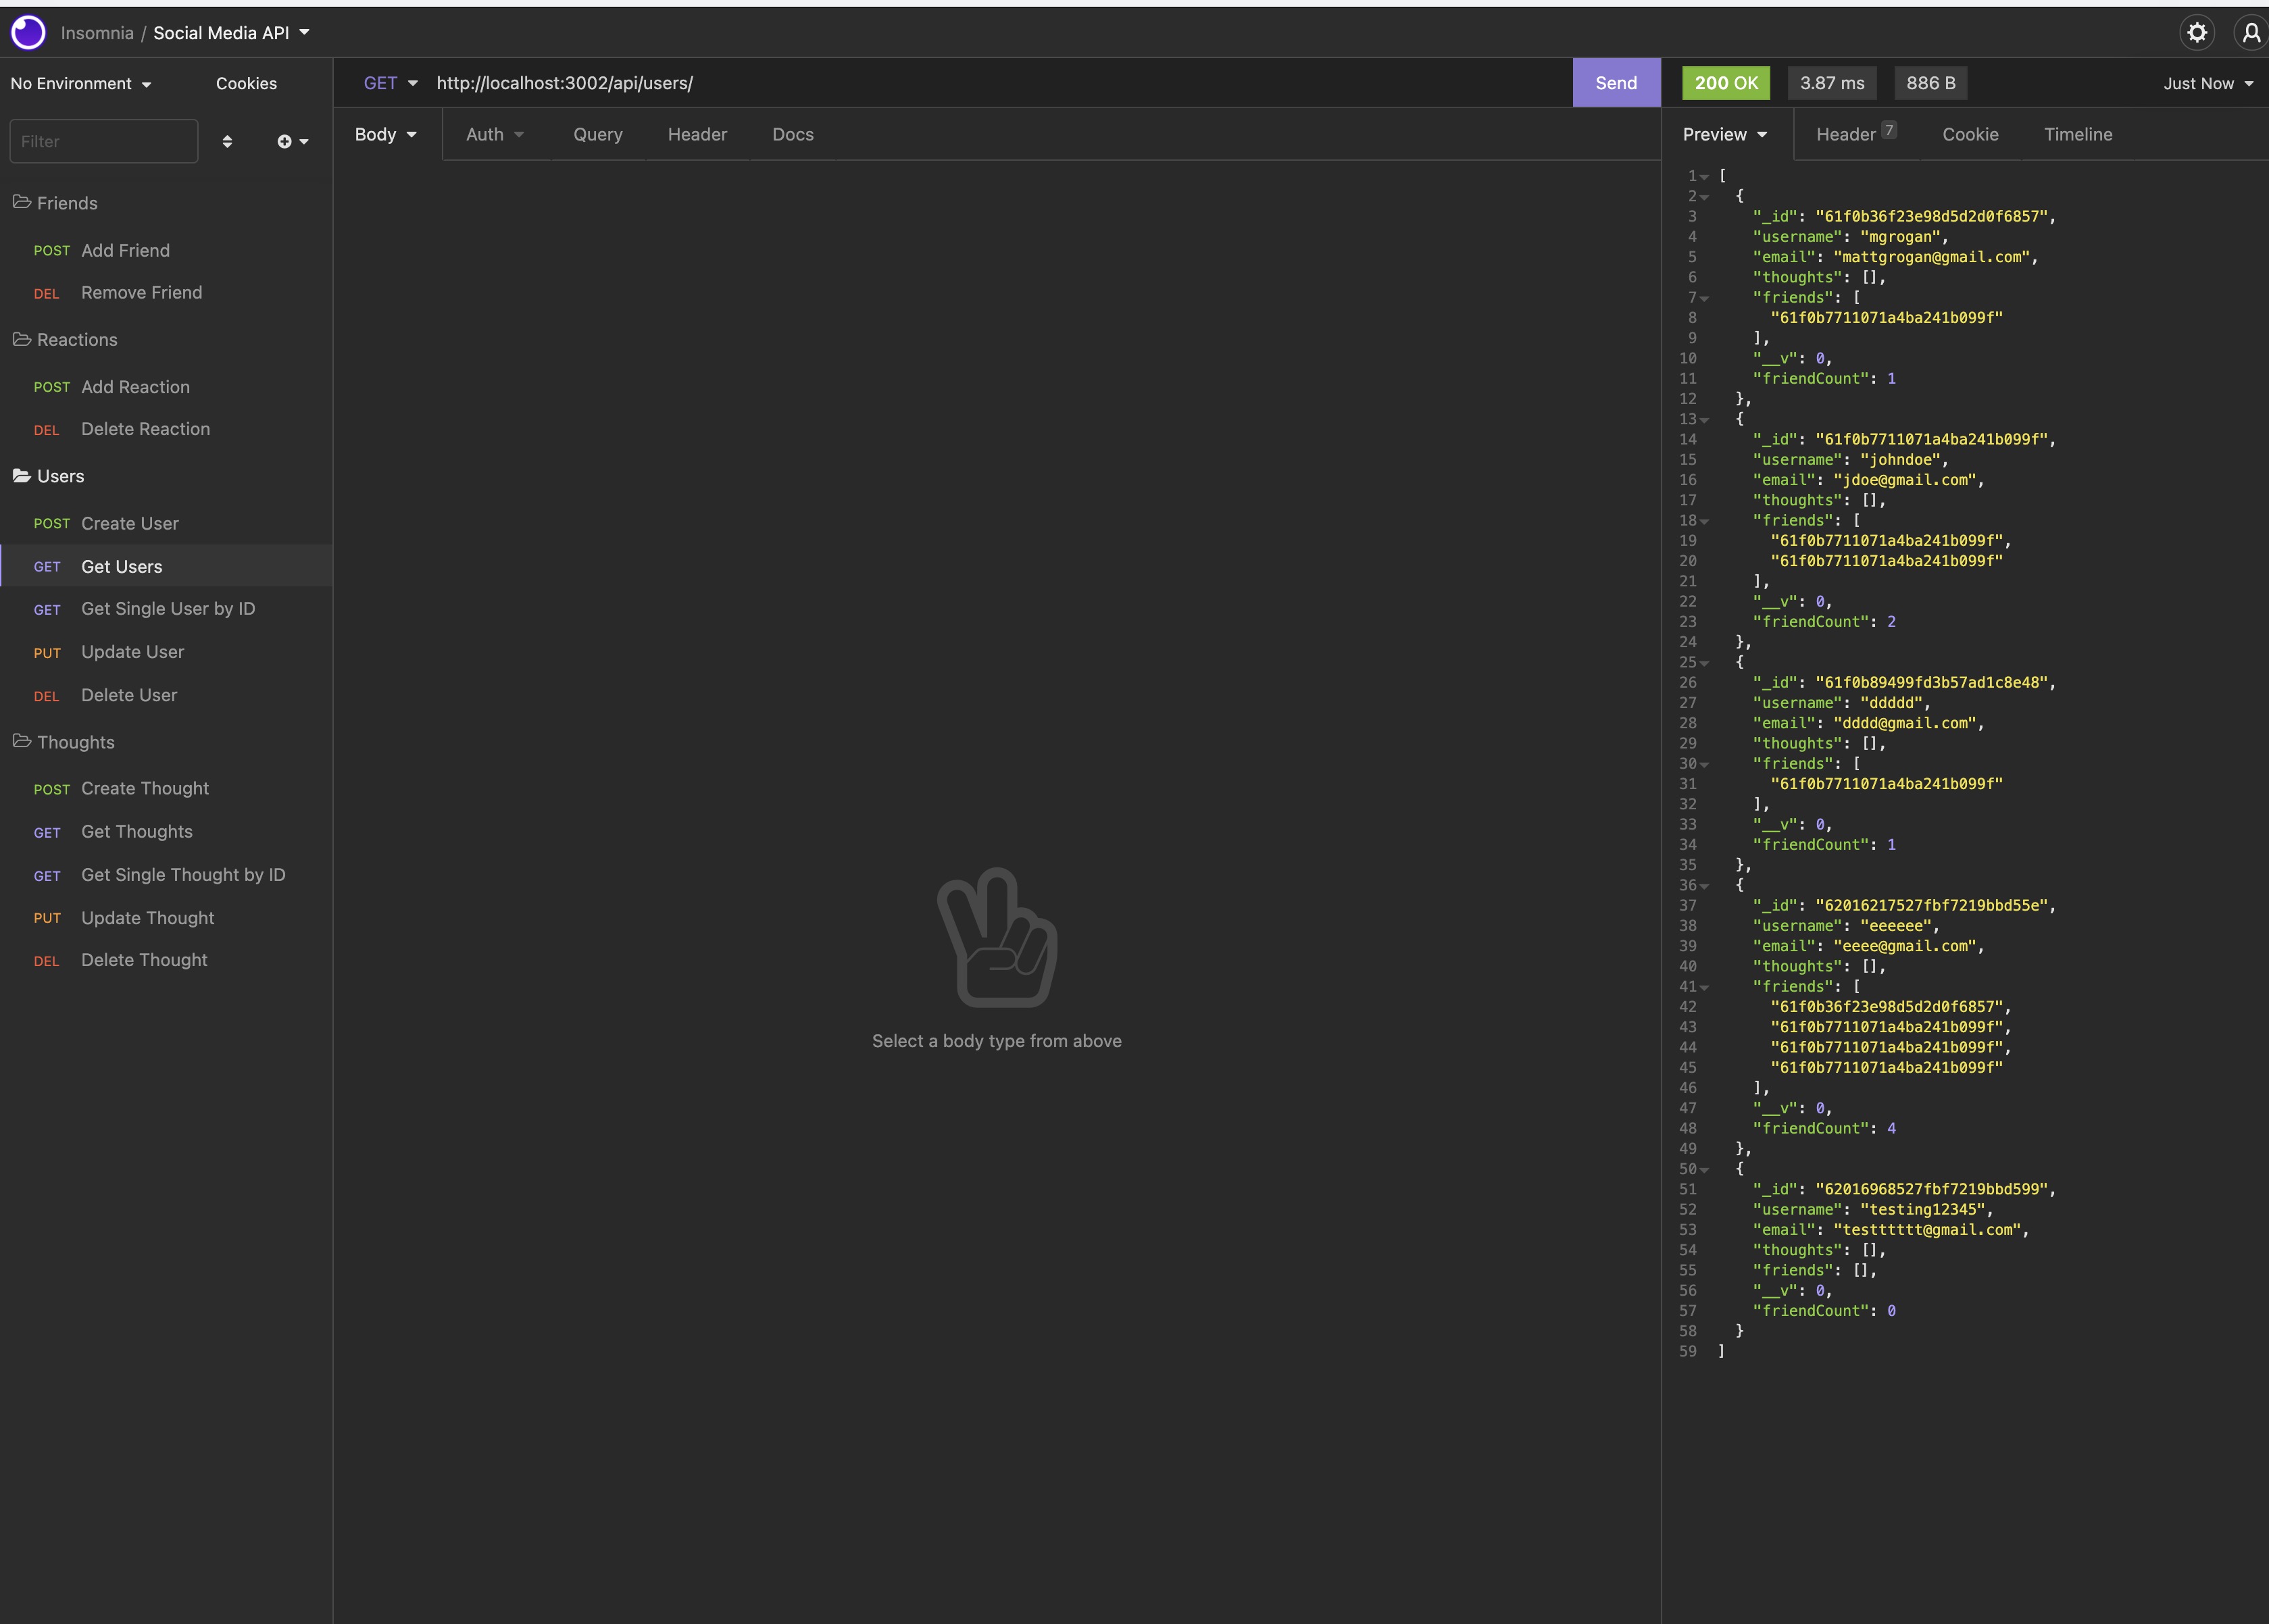 Insomnia / Social Media API
No Environment
Cookies
Filter
Friends
POST Add Friend
DEL Remove Friend
Reactions
POST Add Reaction
DEL Delete Reaction
Users
POST Create User
GET Get Users
GET Get Single User by ID
PUT Update User
DEL Delete User
Thoughts
POST Create Thought
GET Get Thoughts
GET Get Single Thought by ID
PUT Update Thought
DEL Delete Thought
GET http://localhost:3002/api/users/ Send
Body Auth Query Header Docs
Select a body type from above
200 OK 3.87 ms 886 B Just Now
Preview Header 7 Cookie Timeline
1 [
2 {
3 "_id": "61f0b36f23e98d5d2d0f6857",
4 "username": "mgrogan",
5 "email": "mattgrogan@gmail.com",
6 "thoughts": [],
7 "friends": [
8 "61f0b7711071a4ba241b099f"
9 ],
10 "__v": 0,
11 "friendCount": 1
12 },
13 {
14 "_id": "61f0b7711071a4ba241b099f",
15 "username": "johndoe",
16 "email": "jdoe@gmail.com",
17 "thoughts": [],
18 "friends": [
19 "61f0b7711071a4ba241b099f",
20 "61f0b7711071a4ba241b099f"
21 ],
22 "__v": 0,
23 "friendCount": 2
24 },
25 {
26 "_id": "61f0b89499fd3b57ad1c8e48",
27 "username": "ddddd",
28 "email": "dddd@gmail.com",
29 "thoughts": [],
30 "friends": [
31 "61f0b7711071a4ba241b099f"
32 ],
33 "__v": 0,
34 "friendCount": 1
35 },
36 {
37 "_id": "62016217527fbf7219bbd55e",
38 "username": "eeeeee",
39 "email": "eeee@gmail.com",
40 "thoughts": [],
41 "friends": [
42 "61f0b36f23e98d5d2d0f6857",
43 "61f0b7711071a4ba241b099f",
44 "61f0b7711071a4ba241b099f",
45 "61f0b7711071a4ba241b099f"
46 ],
47 "__v": 0,
48 "friendCount": 4
49 },
50 {
51 "_id": "62016968527fbf7219bbd599",
52 "username": "testing12345",
53 "email": "testttttt@gmail.com",
54 "thoughts": [],
55 "friends": [],
56 "__v": 0,
57 "friendCount": 0
58 }
59 ]